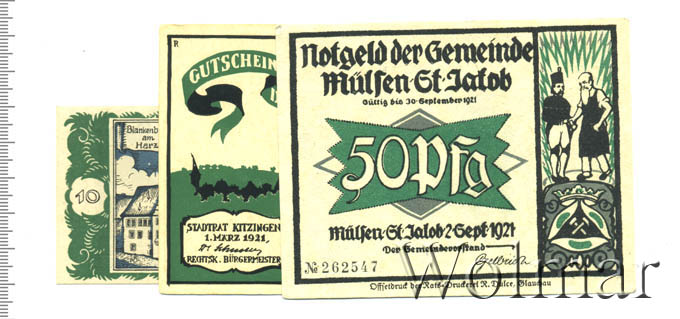 Blankenb
am
Harz
10
R
GUTSCHEIN
STADTRAT KITZINGEN
1. MÄRZ 1921,
RECHTSK. BÜRGERMEISTER
Notgeld der Gemeinde
Mülsen-St.Jakob
Gültig bis 30. September 1921
50 Pfg
Mülsen-St.Jakob 2. Sept. 1921
Der Gemeindevorstand
№ 262547
Offsetdruck der Rats-Druckerei R. Dulce, Glauchau
Wolmar